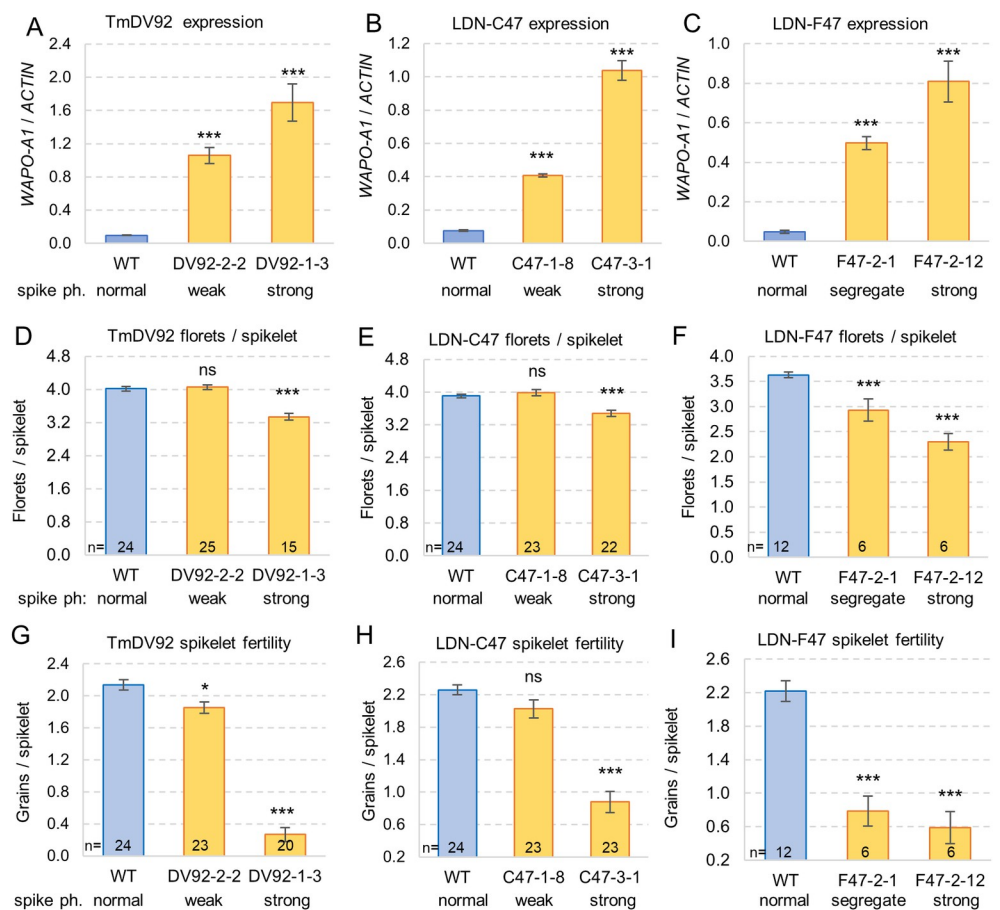 A TmDV92 expression
WAPO-A1 / ACTIN
2.4
2.0
1.6
1.2
0.8
0.4
0.0
***
***
WT DV92-2-2 DV92-1-3
spike ph. normal weak strong
B LDN-C47 expression
WAPO-A1 / ACTIN
1.2
1.0
0.8
0.6
0.4
0.2
0.0
***
***
WT C47-1-8 C47-3-1
normal weak strong
C LDN-F47 expression
WAPO-A1 / ACTIN
1.0
0.8
0.6
0.4
0.2
0.0
***
***
WT F47-2-1 F47-2-12
normal segregate strong
D TmDV92 florets / spikelet
Florets / spikelet
4.8
4.0
3.2
2.4
1.6
0.8
0.0
ns
***
n= 24 25 15
WT DV92-2-2 DV92-1-3
spike ph: normal weak strong
E LDN-C47 florets / spikelet
Florets / spikelet
4.8
4.0
3.2
2.4
1.6
0.8
0.0
ns
***
n= 24 23 22
WT C47-1-8 C47-3-1
normal weak strong
F LDN-F47 florets / spikelet
Florets / spikelet
4.0
3.5
3.0
2.5
2.0
1.5
1.0
0.5
0.0
***
***
n= 12 6 6
WT F47-2-1 F47-2-12
normal segregate strong
G TmDV92 spikelet fertility
Grains / spikelet
2.4
2.0
1.6
1.2
0.8
0.4
0.0
*
***
n= 24 23 20
WT DV92-2-2 DV92-1-3
spike ph. normal weak strong
H LDN-C47 spikelet fertility
Grains / spikelet
2.6
2.2
1.8
1.4
1.0
0.6
0.2
ns
***
n= 24 23 23
WT C47-1-8 C47-3-1
normal weak strong
I LDN-F47 spikelet fertility
Grains / spikelet
2.6
2.2
1.8
1.4
1.0
0.6
0.2
***
***
n= 12 6 6
WT F47-2-1 F47-2-12
normal segregate strong